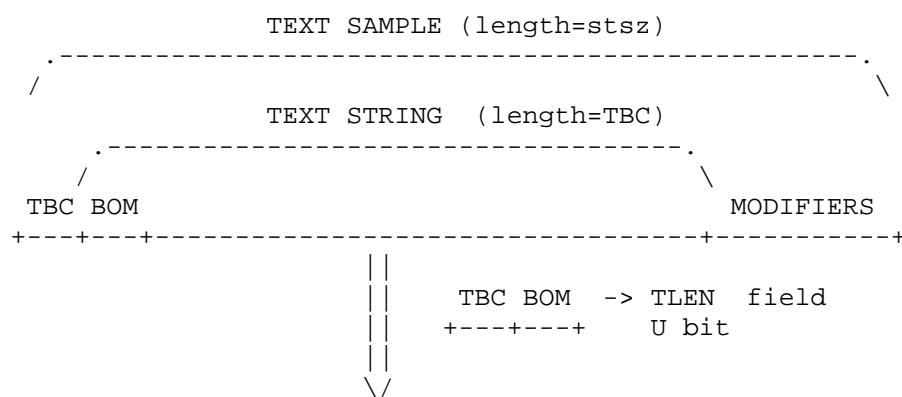 TEXT SAMPLE (length=stsz)
TEXT STRING (length=TBC)
TBC BOM MODIFIERS
TBC BOM -> TLEN field
U bit